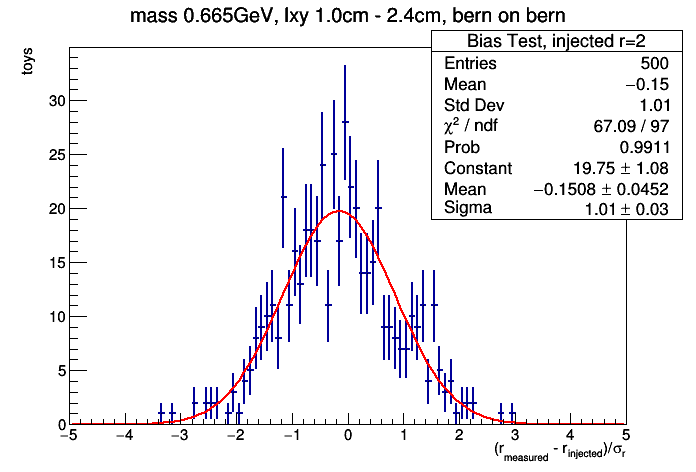 mass 0.665GeV, lxy 1.0cm - 2.4cm, bern on bern
toys
Bias Test, injected r=2
Entries 500
Mean −0.15
Std Dev 1.01
χ² / ndf 67.09 / 97
Prob 0.9911
Constant 19.75 ± 1.08
Mean −0.1508 ± 0.0452
Sigma 1.01 ± 0.03
30
25
20
15
10
5
0
−5 −4 −3 −2 −1 0 1 2 3 4 5
(r_measured - r_injected)/σ_r